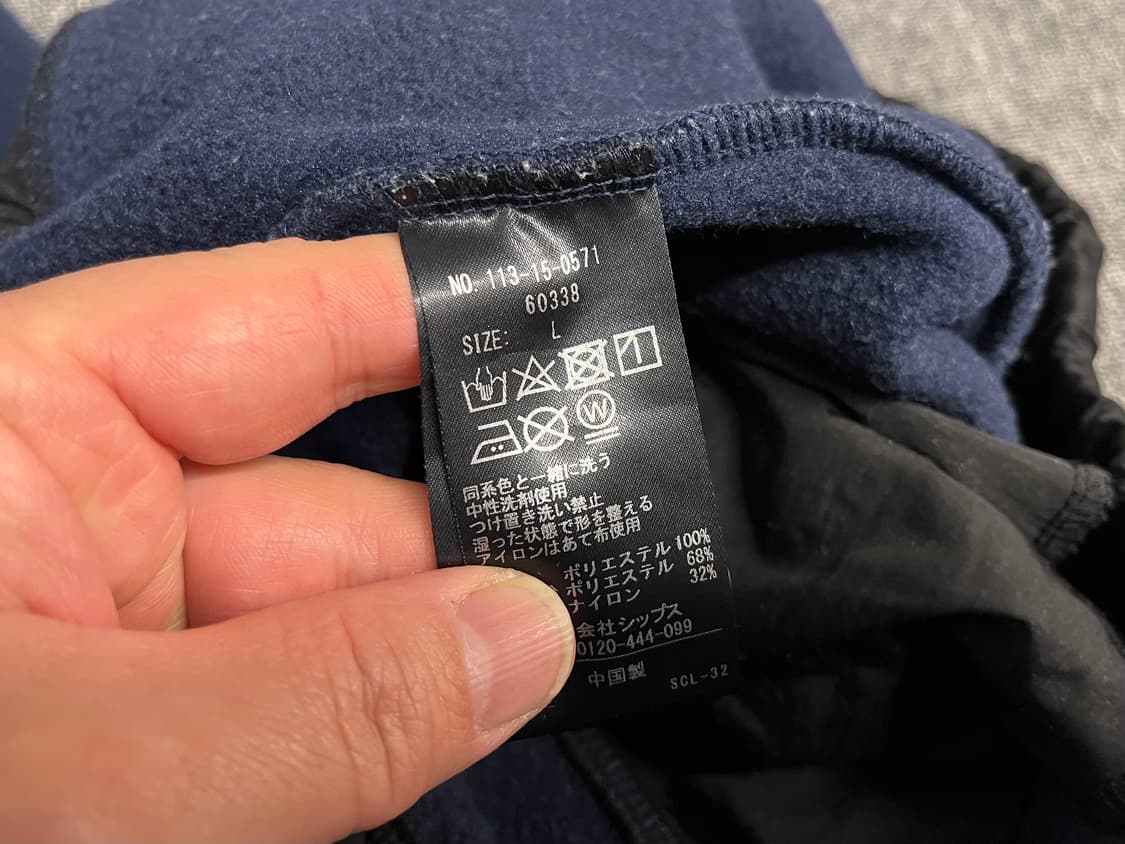 NO. 113-15-0571
60338
SIZE: L
W
同系色と一緒に洗う
中性洗剤使用
つけ置き洗い禁止
湿った状態で形を整える
アイロンはあて布使用
ポリエステル 100%
ポリエステル 68%
ナイロン 32%
会社シップス
0120-444-099
中国製
SCL-32